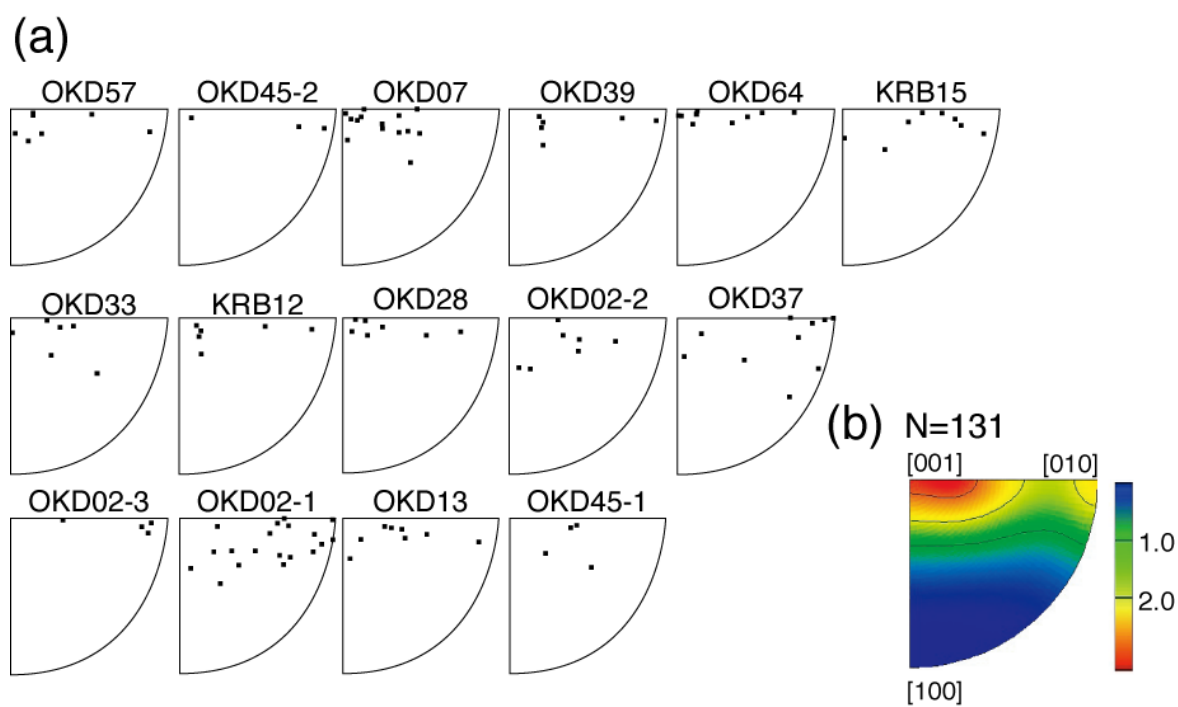 (a)
OKD57 OKD45-2 OKD07 OKD39 OKD64 KRB15
OKD33 KRB12 OKD28 OKD02-2 OKD37
(b) N=131
[001] [010]
OKD02-3 OKD02-1 OKD13 OKD45-1
1.0
2.0
[100]